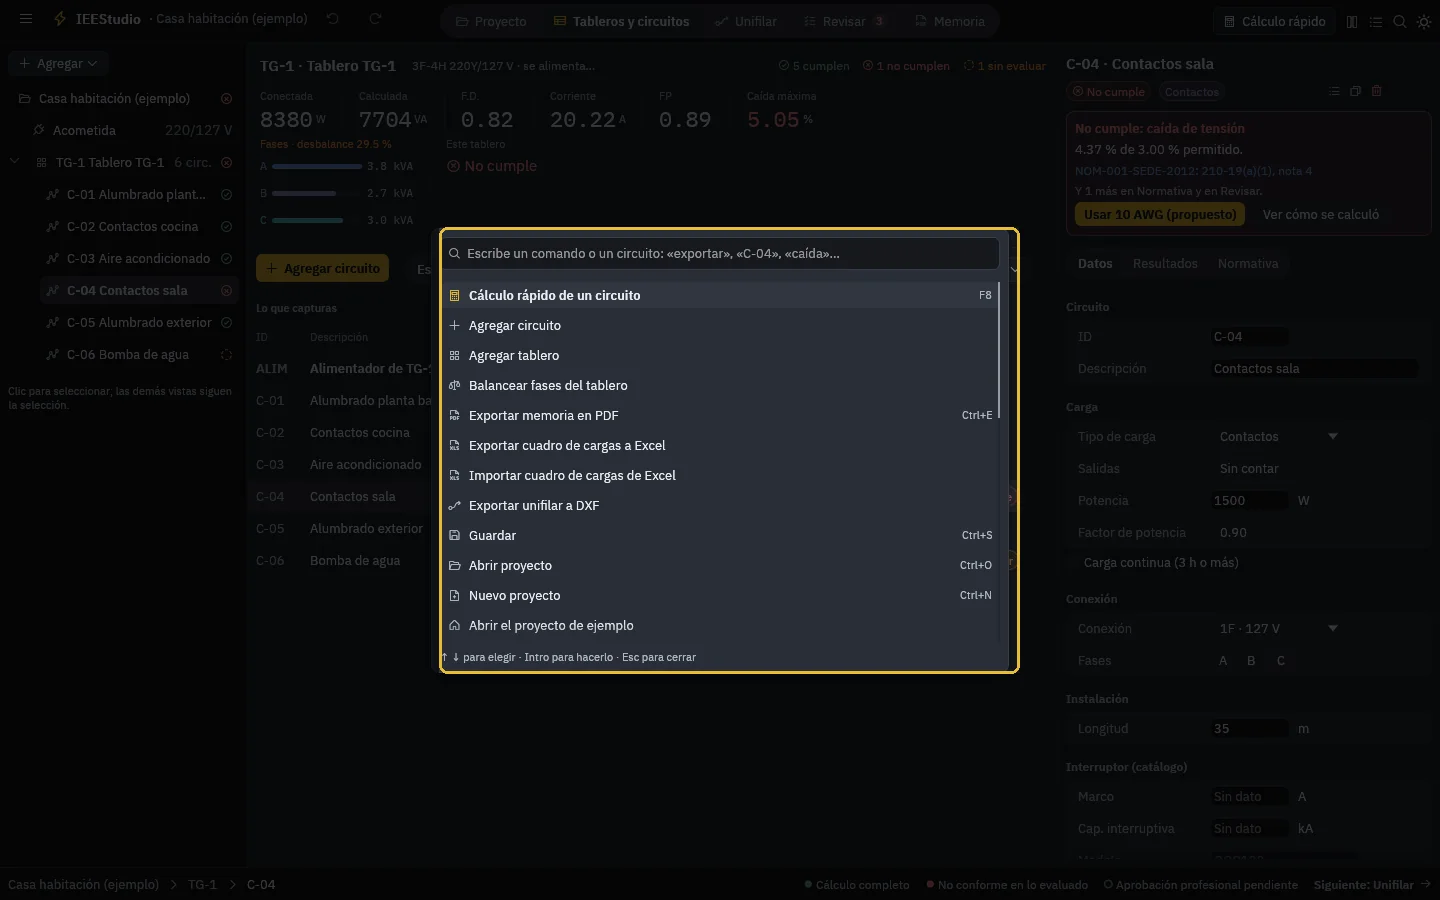 IEEStudio · Casa habitación (ejemplo)
Proyecto
Tableros y circuitos
Unifilar
Revisar 3
Memoria
Cálculo rápido
Agregar
Casa habitación (ejemplo)
Acometida 220/127 V
TG-1 Tablero TG-1 6 circ.
C-01 Alumbrado plant...
C-02 Contactos cocina
C-03 Aire acondicionado
C-04 Contactos sala
C-05 Alumbrado exterior
C-06 Bomba de agua
Clic para seleccionar, las demás vistas siguen
la selección.
TG-1 · Tablero TG-1 3F-4H 220Y/127 V · se alimenta...
5 cumplen 1 no cumplen 1 sin evaluar
Conectada Calculada F.D. Corriente FP Caída máxima
8380 W 7704 VA 0.82 20.22 A 0.89 5.05 %
Fases · desbalance 29.5 % Este tablero
A 3.8 kVA No cumple
B 2.7 kVA
C 3.0 kVA
Agregar circuito Es
Lo que capturas
ID Descripción
ALIM Alimentador de TG-
C-01 Alumbrado planta ba
C-02 Contactos cocina
C-03 Aire acondicionado
C-04 Contactos sala
C-05 Alumbrado exterior
C-06 Bomba de agua
Escribe un comando o un circuito: «exportar», «C-04», «caída»...
Cálculo rápido de un circuito F8
Agregar circuito
Agregar tablero
Balancear fases del tablero
Exportar memoria en PDF Ctrl+E
Exportar cuadro de cargas a Excel
Importar cuadro de cargas de Excel
Exportar unifilar a DXF
Guardar Ctrl+S
Abrir proyecto Ctrl+O
Nuevo proyecto Ctrl+N
Abrir el proyecto de ejemplo
↑ ↓ para elegir · Intro para hacerlo · Esc para cerrar
C-04 · Contactos sala
No cumple Contactos
No cumple: caída de tensión
4.37 % de 3.00 % permitido.
NOM-001-SEDE-2012: 210-19(a)(1), nota 4
Y 1 más en Normativa y en Revisar.
Usar 10 AWG (propuesto) Ver cómo se calculó
Datos Resultados Normativa
Circuito
ID C-04
Descripción Contactos sala
Carga
Tipo de carga Contactos
Salidas Sin contar
Potencia 1500 W
Factor de potencia 0.90
Carga continua (3 h o más)
Conexión
Conexión 1F · 127 V
Fases A B C
Instalación
Longitud 35 m
Interruptor (catálogo)
Marco Sin dato A
Cap. interruptiva Sin dato kA
Casa habitación (ejemplo) > TG-1 > C-04
Cálculo completo No conforme en lo evaluado Aprobación profesional pendiente Siguiente: Unifilar →